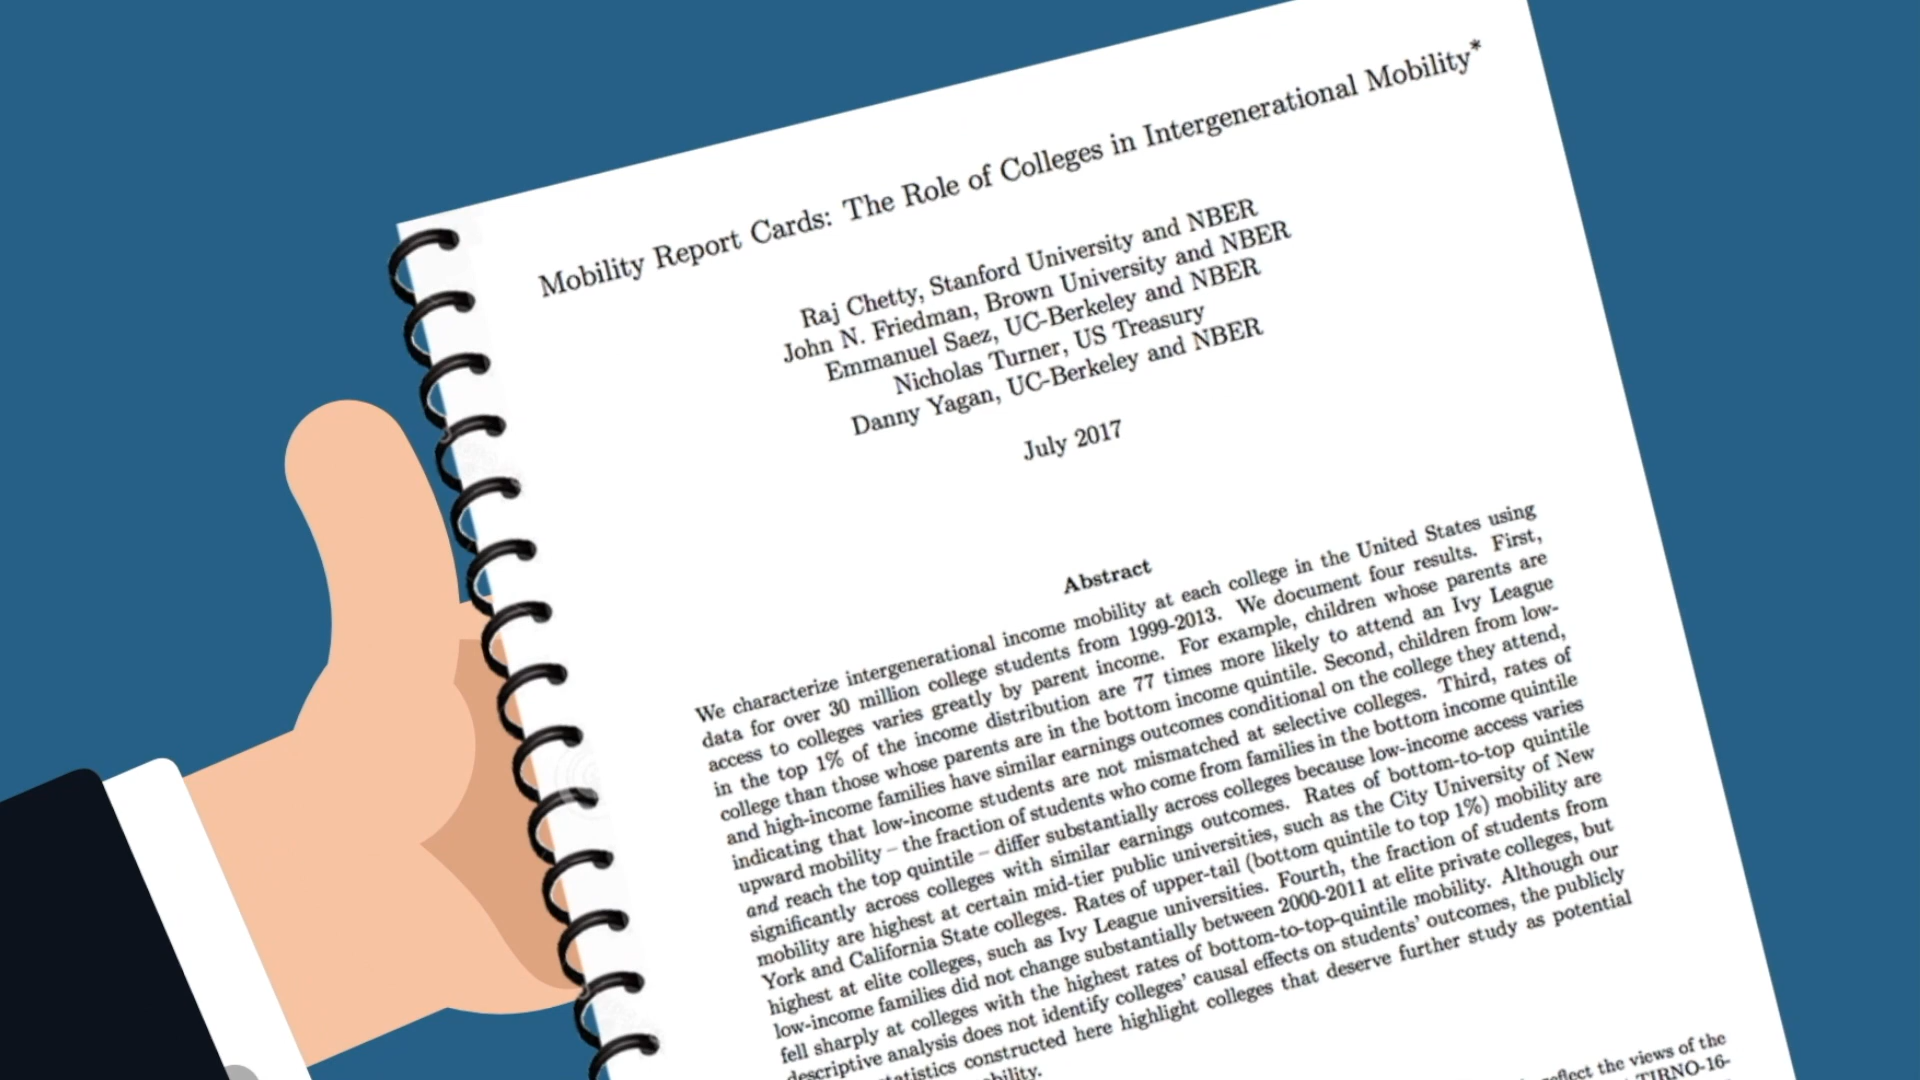 Mobility Report Cards: The Role of Colleges in Intergenerational Mobility*
Raj Chetty, Stanford University and NBER
John N. Friedman, Brown University and NBER
Emmanuel Saez, UC-Berkeley and NBER
Nicholas Turner, US Treasury
Danny Yagan, UC-Berkeley and NBER
July 2017
Abstract
We characterize intergenerational income mobility at each college in the United States using
data for over 30 million college students from 1999-2013. We document four results. First,
access to colleges varies greatly by parent income. For example, children whose parents are
in the top 1% of the income distribution are 77 times more likely to attend an Ivy League
college than those whose parents are in the bottom income quintile. Second, children from low-
and high-income families have similar earnings outcomes conditional on the college they attend,
indicating that low-income students are not mismatched at selective colleges. Third, rates of
upward mobility – the fraction of students who come from families in the bottom income quintile
and reach the top quintile – differ substantially across colleges because low-income access varies
significantly across colleges with similar earnings outcomes. Rates of bottom-to-top quintile
mobility are highest at certain mid-tier public universities, such as the City University of New
York and California State colleges. Rates of upper-tail (bottom quintile to top 1%) mobility are
highest at elite colleges, such as Ivy League universities. Fourth, the fraction of students from
low-income families did not change substantially between 2000-2011 at elite private colleges, but
fell sharply at colleges with the highest rates of bottom-to-top-quintile mobility. Although our
descriptive analysis does not identify colleges' causal effects on students' outcomes, the publicly
constructed here highlight colleges that deserve further study as potential
reflect the views of the
TIRNO-16-